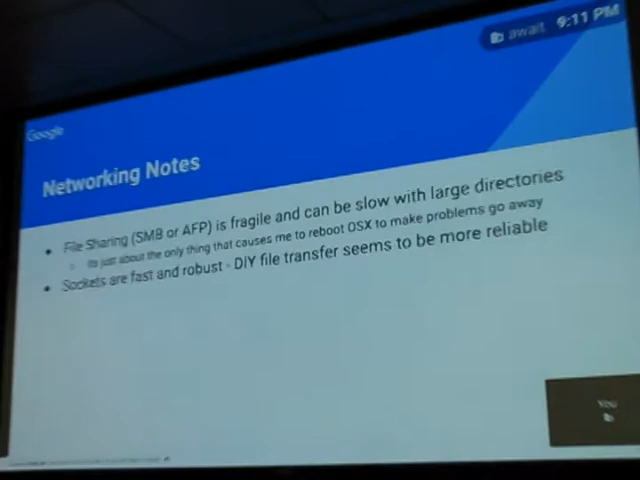 await 9:11 PM
Google
Networking Notes
• File Sharing (SMB or AFP) is fragile and can be slow with large directories
○ Its just about the only thing that causes me to reboot OSX to make problems go away
• Sockets are fast and robust - DIY file transfer seems to be more reliable
You